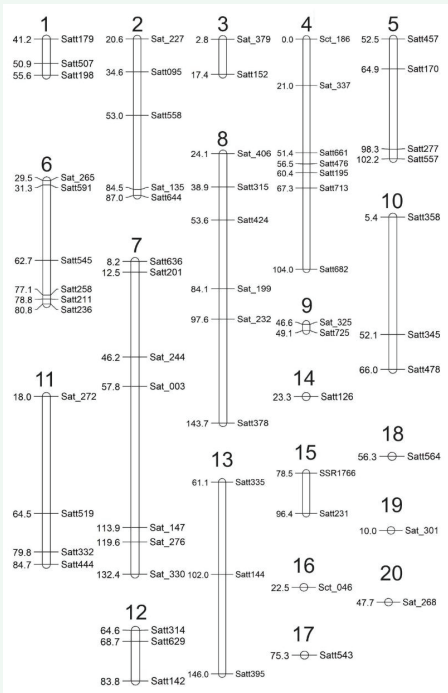 1
41.2 Satt179
50.9 Satt507
55.6 Satt198
2
20.6 Sat_227
34.6 Satt095
53.0 Satt558
84.5 Sat_135
87.0 Satt644
3
2.8 Sat_379
17.4 Satt152
4
0.0 Sct_186
21.0 Sat_337
51.4 Satt661
56.5 Satt476
60.4 Satt195
67.3 Satt713
104.0 Satt682
5
52.5 Satt457
64.9 Satt170
98.3 Satt277
102.2 Satt557
6
29.5 Sat_265
31.3 Satt591
62.7 Satt545
77.1 Satt258
78.8 Satt211
80.8 Satt236
7
8.2 Satt636
12.5 Satt201
46.2 Sat_244
57.8 Sat_003
113.9 Sat_147
119.6 Sat_276
132.4 Sat_330
8
24.1 Sat_406
38.9 Satt315
53.6 Satt424
84.1 Sat_199
97.6 Sat_232
143.7 Satt378
9
46.6 Sat_325
49.1 Satt725
10
5.4 Satt358
52.1 Satt345
66.0 Satt478
11
18.0 Sat_272
64.5 Satt519
79.8 Satt332
84.7 Satt444
12
64.6 Satt314
68.7 Satt629
83.8 Satt142
13
61.1 Satt335
102.0 Satt144
146.0 Satt395
14
23.3 Satt126
15
78.5 SSR1766
96.4 Satt231
16
22.5 Sct_046
17
75.3 Satt543
18
56.3 Satt564
19
10.0 Sat_301
20
47.7 Sat_268